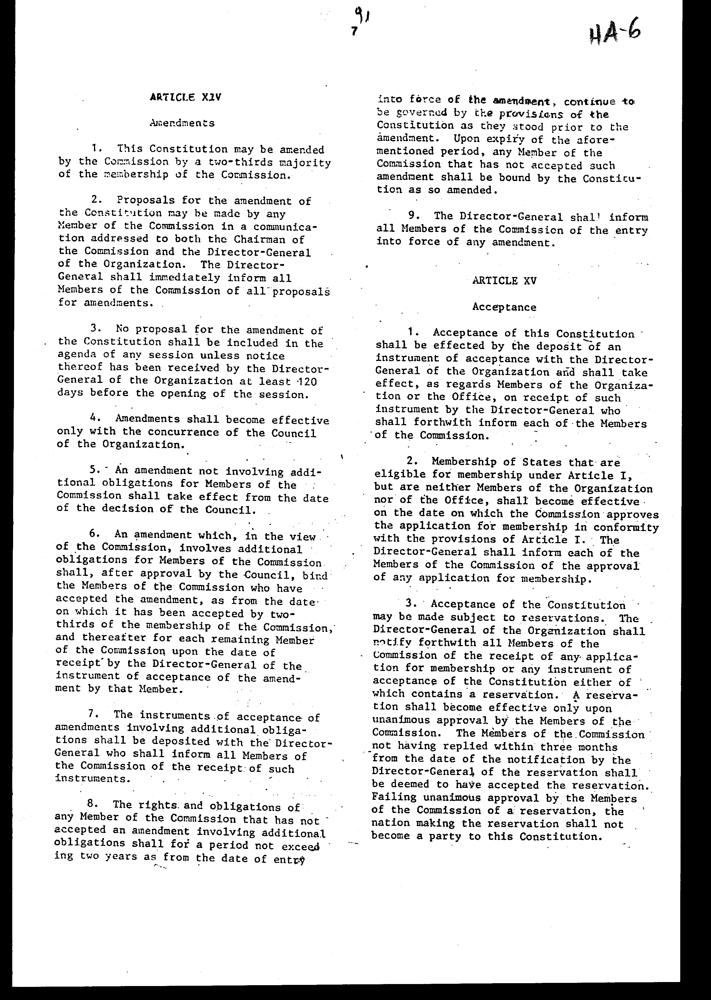 91
7
HA-6
ARTICLE XIV
Amendments
1. This Constitution may be amended
by the Commission by a two-thirds majority
of the membership of the Commission.
2. Proposals for the amendment of
the Constitution may be made by any
Member of the Commission in a communica-
tion addressed to both the Chairman of
the Commission and the Director-General
of the Organization. The Director-
General shall immediately inform all
Members of the Commission of all proposals
for amendments.
3. No proposal for the amendment of
the Constitution shall be included in the
agenda of any session unless notice
thereof has been received by the Director-
General of the Organization at least 120
days before the opening of the session.
4. Amendments shall become effective
only with the concurrence of the Council
of the Organization.
5. An amendment not involving addi-
tional obligations for Members of the
Commission shall take effect from the date
of the decision of the Council.
6. An amendment which, in the view
of the Commission, involves additional
obligations for Members of the Commission
shall, after approval by the Council, bind
the Members of the Commission who have
accepted the amendment, as from the date
on which it has been accepted by two-
thirds of the membership of the Commission,
and thereafter for each remaining Member
of the Commission upon the date of
receipt by the Director-General of the
instrument of acceptance of the amend-
ment by that Member.
7. The instruments of acceptance of
amendments involving additional obliga-
tions shall be deposited with the Director-
General who shall inform all Members of
the Commission of the receipt of such
instruments.
8. The rights and obligations of
any Member of the Commission that has not
accepted an amendment involving additional
obligations shall for a period not exceed
ing two years as from the date of entry
into force of the amendment, continue to
be governed by the provisions of the
Constitution as they stood prior to the
amendment. Upon expiry of the afore-
mentioned period, any Member of the
Commission that has not accepted such
amendment shall be bound by the Constitu-
tion as so amended.
9. The Director-General shall inform
all Members of the Commission of the entry
into force of any amendment.
ARTICLE XV
Acceptance
1. Acceptance of this Constitution
shall be effected by the deposit of an
instrument of acceptance with the Director-
General of the Organization and shall take
effect, as regards Members of the Organiza-
tion or the Office, on receipt of such
instrument by the Director-General who
shall forthwith inform each of the Members
of the Commission.
2. Membership of States that are
eligible for membership under Article I,
but are neither Members of the Organization
nor of the Office, shall become effective
on the date on which the Commission approves
the application for membership in conformity
with the provisions of Article I. The
Director-General shall inform each of the
Members of the Commission of the approval
of any application for membership.
3. Acceptance of the Constitution
may be made subject to reservations. The
Director-General of the Organization shall
notify forthwith all Members of the
Commission of the receipt of any applica-
tion for membership or any instrument of
acceptance of the Constitution either of
which contains a reservation. A reserva-
tion shall become effective only upon
unanimous approval by the Members of the
Commission. The Members of the Commission
not having replied within three months
from the date of the notification by the
Director-General of the reservation shall
be deemed to have accepted the reservation.
Failing unanimous approval by the Members
of the Commission of a reservation, the
nation making the reservation shall not
become a party to this Constitution.